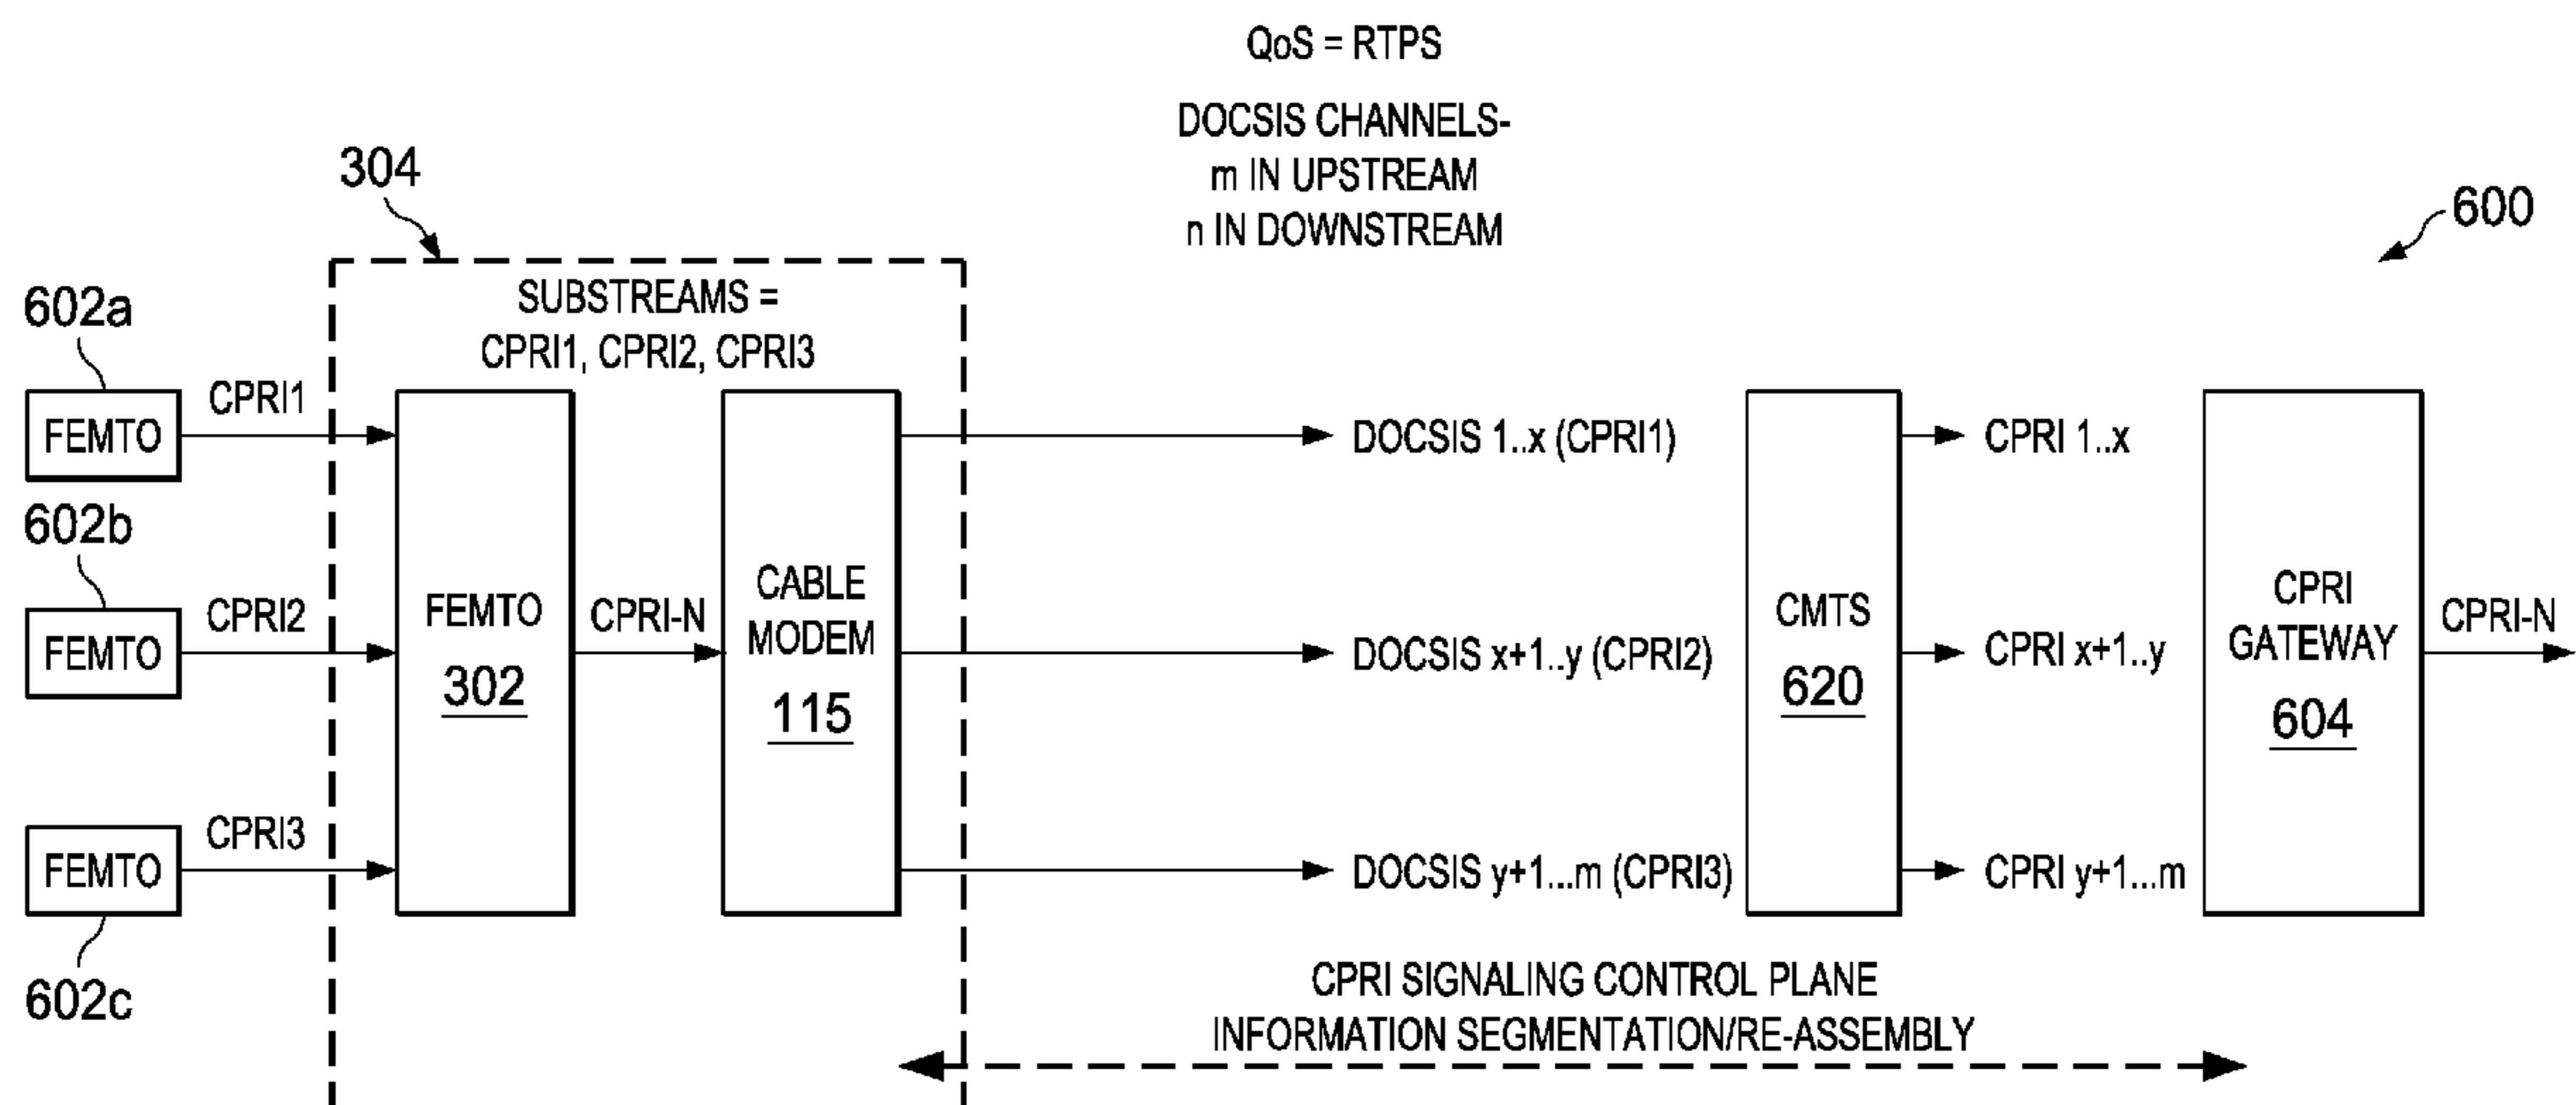 QoS = RTPS
DOCSIS CHANNELS-
m IN UPSTREAM
n IN DOWNSTREAM
304
600
SUBSTREAMS =
CPRI1, CPRI2, CPRI3
602a
FEMTO
CPRI1
602b
FEMTO
CPRI2
602c
FEMTO
CPRI3
FEMTO
302
CPRI-N
CABLE
MODEM
115
DOCSIS 1..x (CPRI1)
DOCSIS x+1..y (CPRI2)
DOCSIS y+1...m (CPRI3)
CMTS
620
CPRI 1..x
CPRI x+1..y
CPRI y+1...m
CPRI
GATEWAY
604
CPRI-N
CPRI SIGNALING CONTROL PLANE
INFORMATION SEGMENTATION/RE-ASSEMBLY